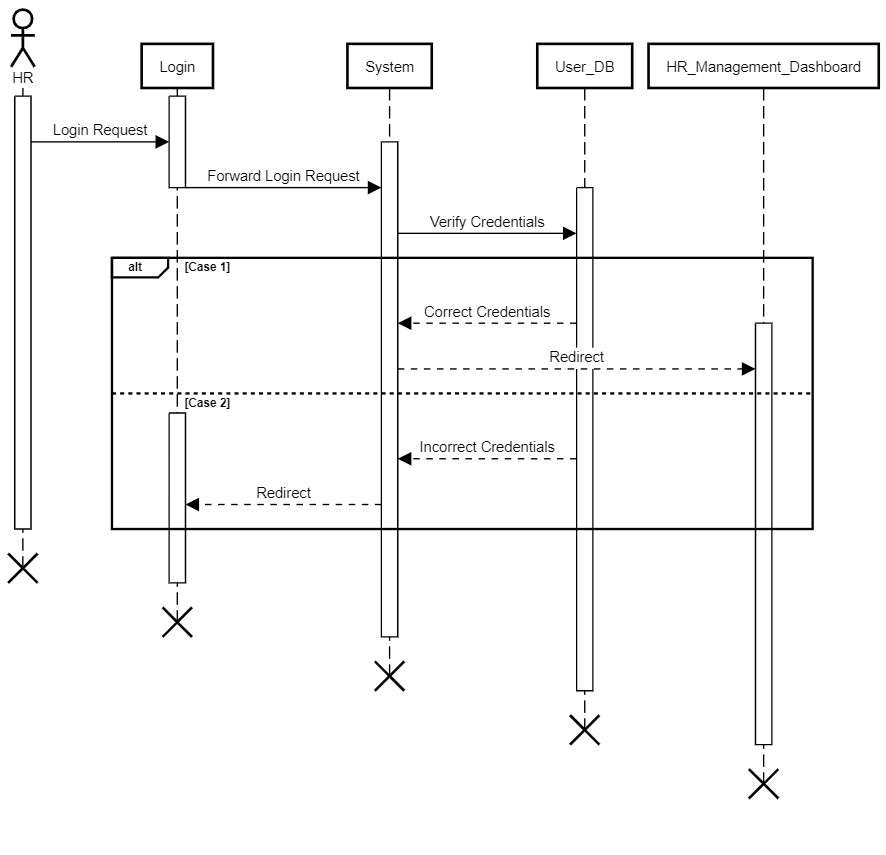 HR
Login
System
User_DB
HR_Management_Dashboard
Login Request
Forward Login Request
Verify Credentials
alt
[Case 1]
Correct Credentials
Redirect
[Case 2]
Incorrect Credentials
Redirect